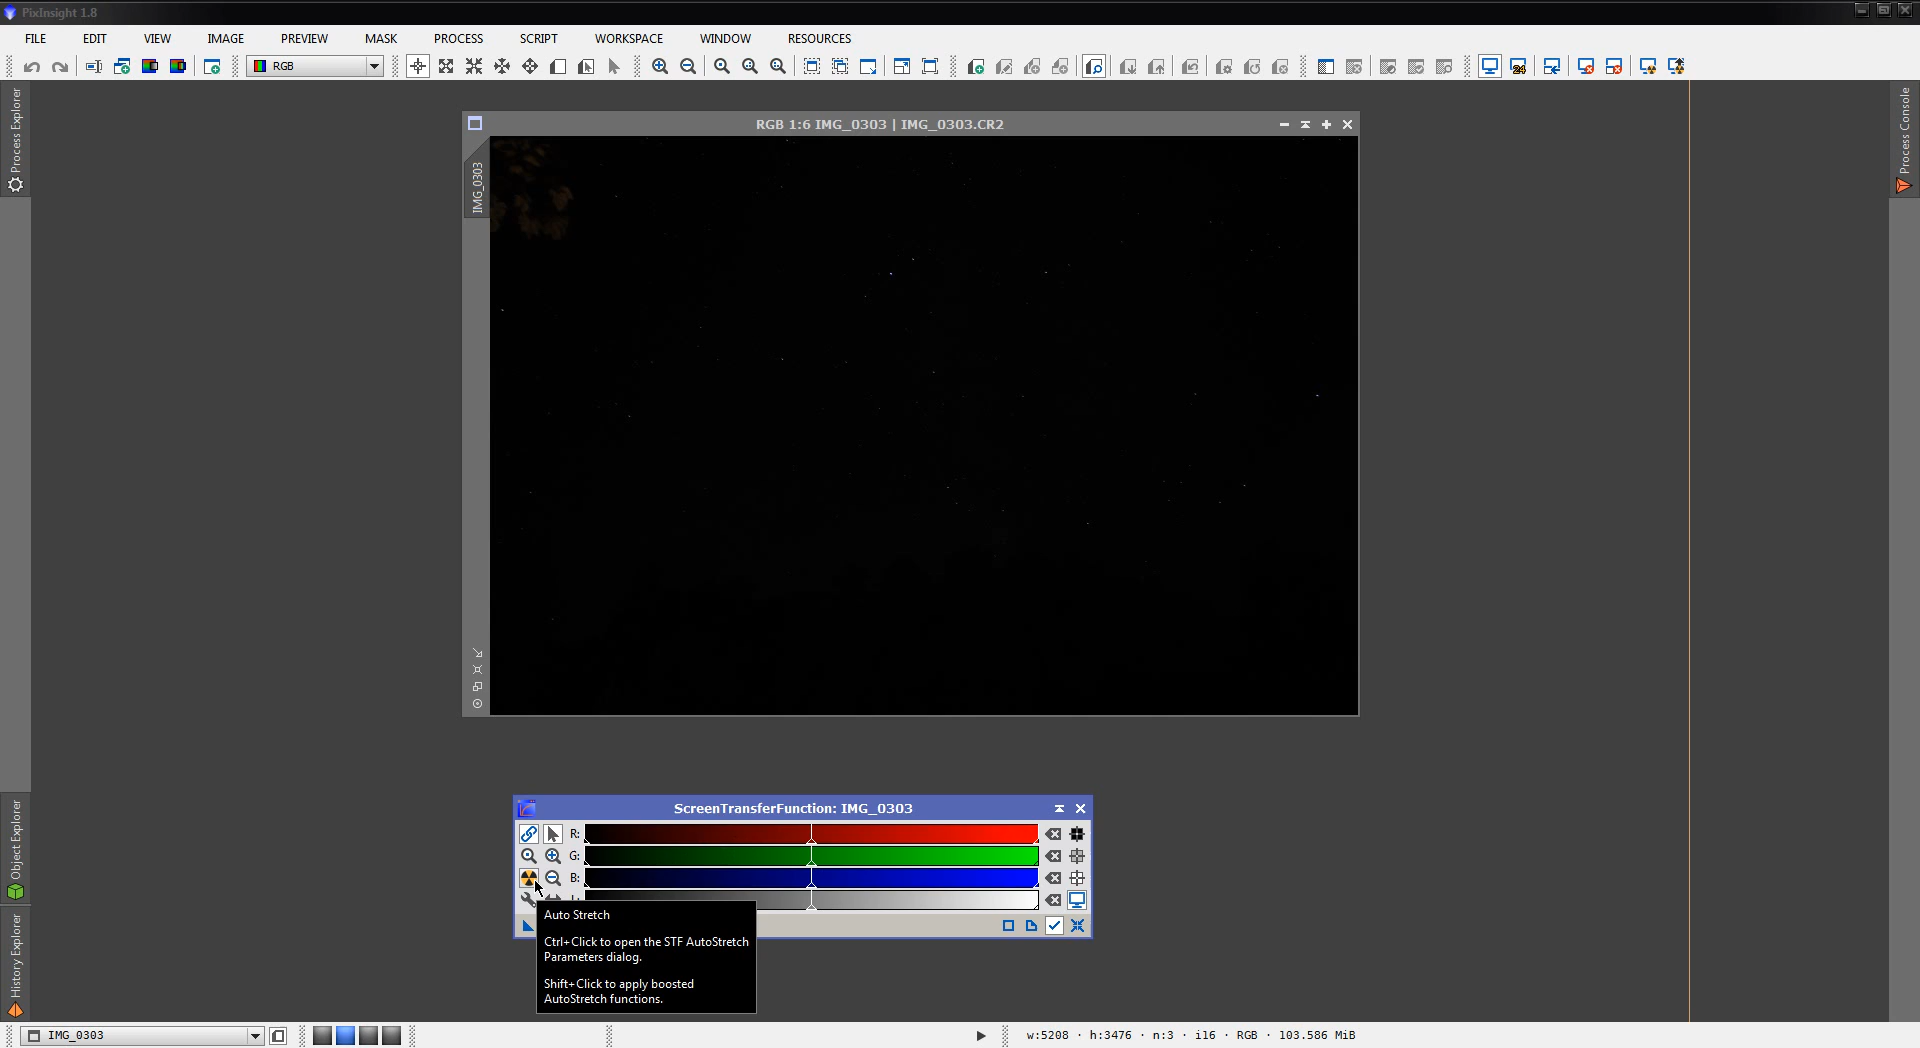 PixInsight 1.8
FILE EDIT VIEW IMAGE PREVIEW MASK PROCESS SCRIPT WORKSPACE WINDOW RESOURCES
RGB
24
Process Explorer
Process Console
RGB 1:6 IMG_0303 | IMG_0303.CR2
IMG_0303
ScreenTransferFunction: IMG_0303
R:
G:
B:
Auto Stretch
Ctrl+Click to open the STF AutoStretch
Parameters dialog.
Shift+Click to apply boosted
AutoStretch functions.
Object Explorer
History Explorer
IMG_0303
w:5208 · h:3476 · n:3 · i16 · RGB · 103.586 MiB